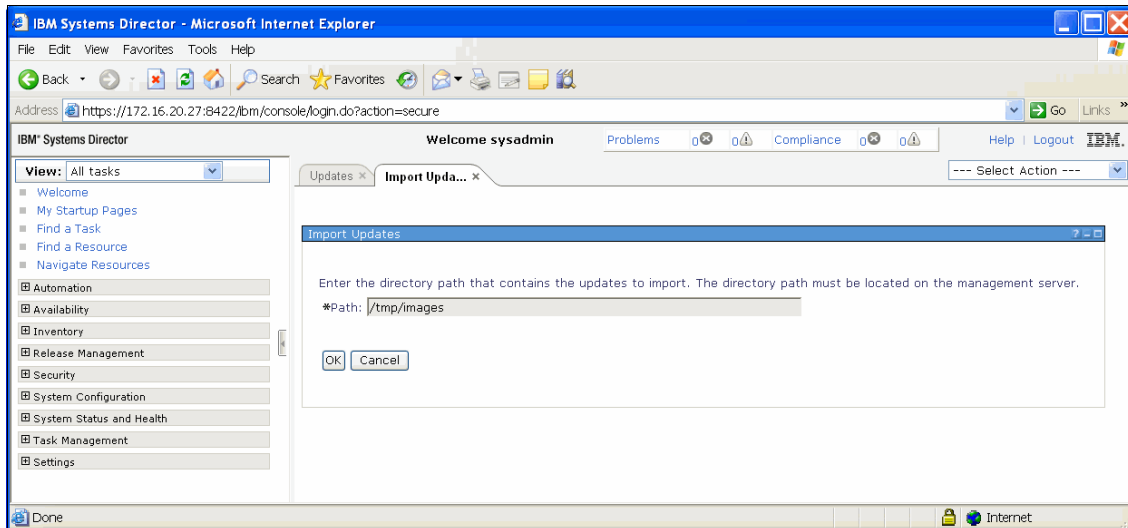 IBM Systems Director - Microsoft Internet Explorer
File Edit View Favorites Tools Help
Back Search Favorites
Address https://172.16.20.27:8422/ibm/console/login.do?action=secure Go Links »
IBM® Systems Director Welcome sysadmin Problems 0 0 Compliance 0 0 Help | Logout IBM.
View: All tasks
Updates × Import Upda... × --- Select Action ---
Welcome
My Startup Pages
Find a Task
Find a Resource
Navigate Resources
Automation
Availability
Inventory
Release Management
Security
System Configuration
System Status and Health
Task Management
Settings
Import Updates ?
Enter the directory path that contains the updates to import. The directory path must be located on the management server.
*Path: /tmp/images
OK Cancel
Done Internet